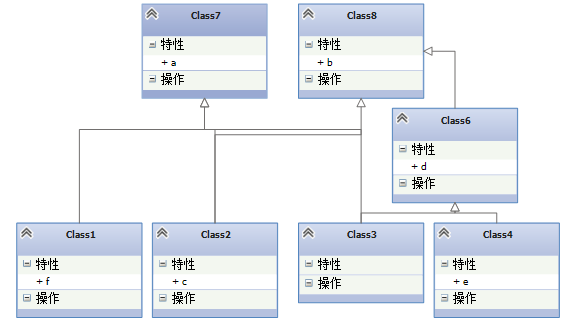 Class7
特性
+ a
操作
Class8
特性
+ b
操作
Class6
特性
+ d
操作
Class1
特性
+ f
操作
Class2
特性
+ c
操作
Class3
特性
操作
Class4
特性
+ e
操作